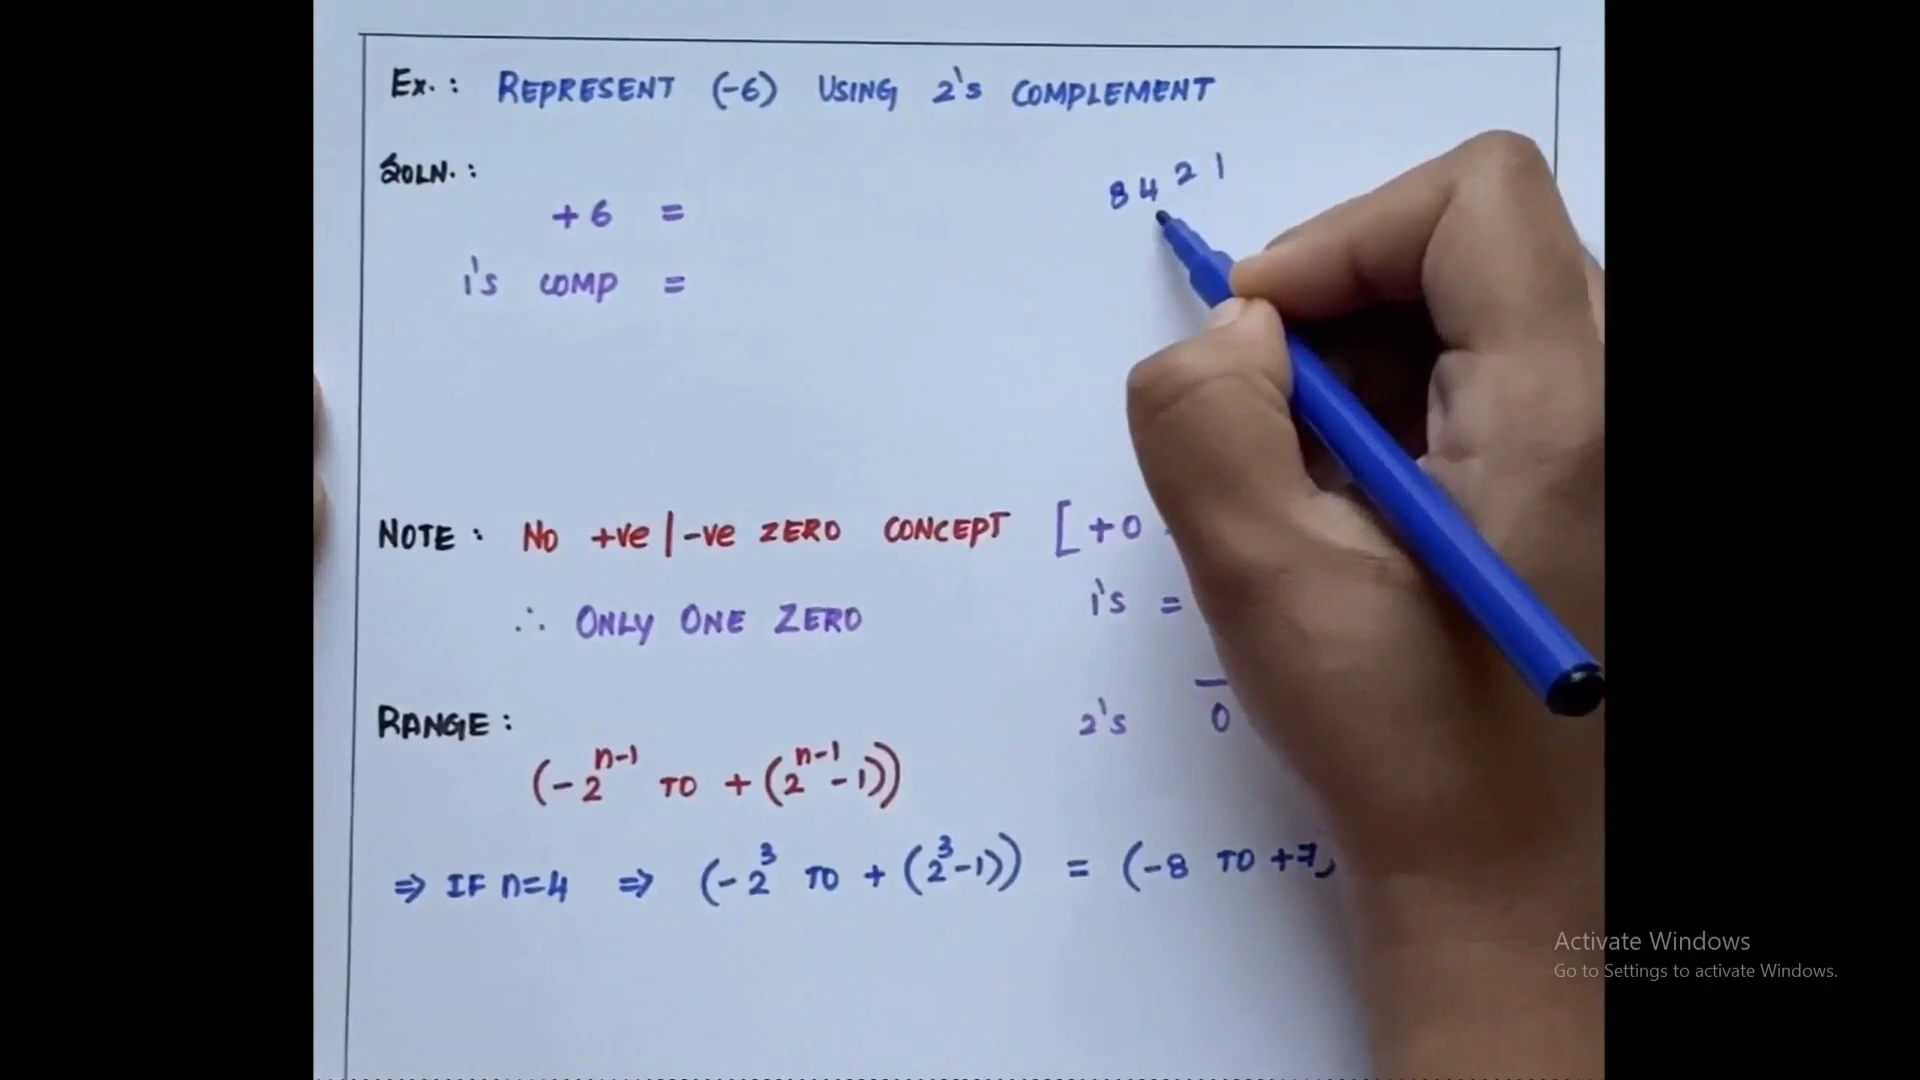 Ex. : REPRESENT (-6) USING 2's COMPLEMENT
SOLN. :
8 4 2 1
+6 =
1's COMP =
NOTE : NO +ve | -ve ZERO CONCEPT [+0
∴ ONLY ONE ZERO
1's =
RANGE :
2's 0
(-2^(n-1) TO + (2^(n-1) -1))
⇒ IF n=4 ⇒ (-2^3 TO + (2^3-1)) = (-8 TO +7)
Activate Windows
Go to Settings to activate Windows.